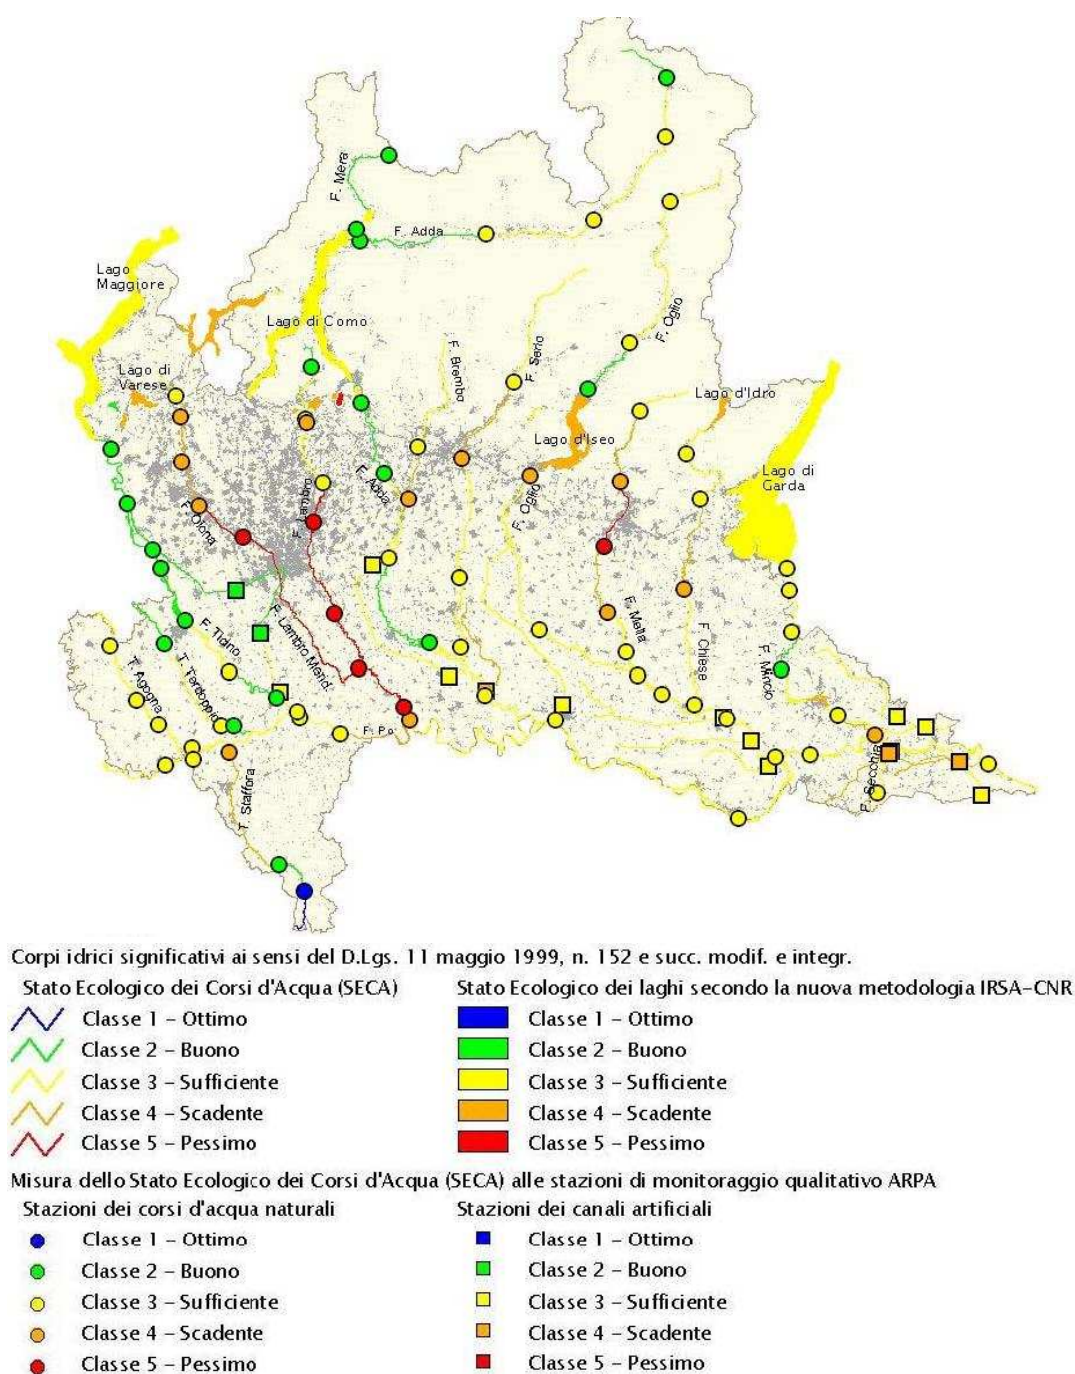 F. Mera
F. Adda
Lago
Maggiore
Lago di Como
F. Oglio
F. Serio
F. Brembo
Lago di
Varese
Lago d'Idro
Lago d'Iseo
Lago di
Garda
F. Adda
F. Oglio
F. Lambro
F. Olona
F. Lambro Merid.
F. Ticino
T. Terdoppio
T. Agogna
F. Mella
F. Chiese
F. Mincio
F. Po
F. Secchia
T. Staffora
Corpi idrici significativi ai sensi del D.Lgs. 11 maggio 1999, n. 152 e succ. modif. e integr.
Stato Ecologico dei Corsi d'Acqua (SECA)
Classe 1 – Ottimo
Classe 2 – Buono
Classe 3 – Sufficiente
Classe 4 – Scadente
Classe 5 – Pessimo
Stato Ecologico dei laghi secondo la nuova metodologia IRSA-CNR
Classe 1 – Ottimo
Classe 2 – Buono
Classe 3 – Sufficiente
Classe 4 – Scadente
Classe 5 – Pessimo
Misura dello Stato Ecologico dei Corsi d'Acqua (SECA) alle stazioni di monitoraggio qualitativo ARPA
Stazioni dei corsi d'acqua naturali
Classe 1 – Ottimo
Classe 2 – Buono
Classe 3 – Sufficiente
Classe 4 – Scadente
Classe 5 – Pessimo
Stazioni dei canali artificiali
Classe 1 – Ottimo
Classe 2 – Buono
Classe 3 – Sufficiente
Classe 4 – Scadente
Classe 5 – Pessimo